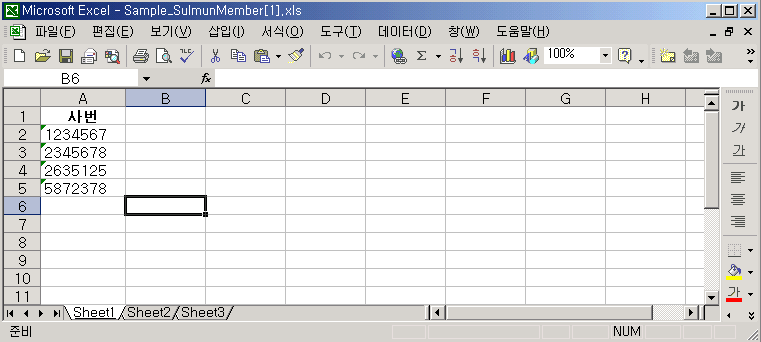 Microsoft Excel - Sample_SulmunMember[1].xls
파일(F) 편집(E) 보기(V) 삽입(I) 서식(O) 도구(T) 데이터(D) 창(W) 도움말(H)
100%
B6 fx
A B C D E F G H
1 사번
2 1234567
3 2345678
4 2635125
5 5872378
6
7
8
9
10
11
가
가
가
가
Sheet1 Sheet2 Sheet3
준비 NUM